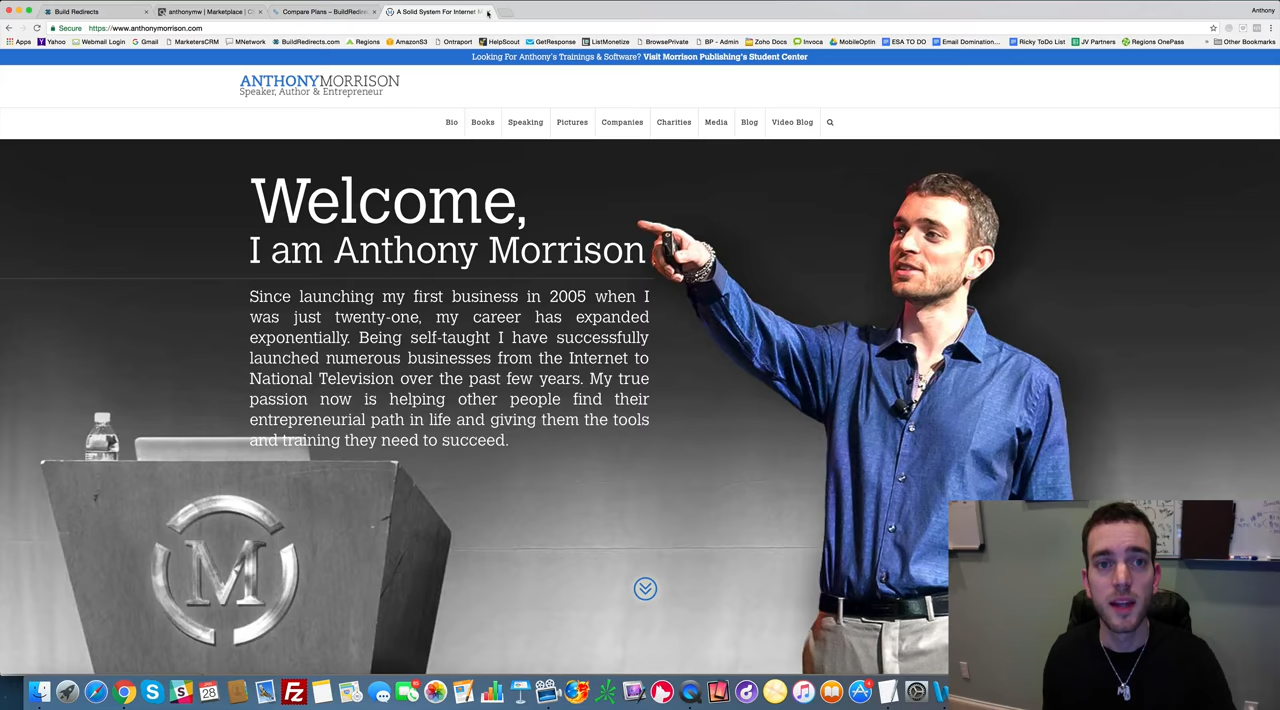 Build Redirects
anthonymw | Marketplace | C
Compare Plans – BuildRedirec
A Solid System For Internet M
Anthony
Secure https://www.anthonymorrison.com
Apps Yahoo Webmail Login Gmail MarketersCRM MNetwork BuildRedirects.com Regions AmazonS3 Ontraport HelpScout GetResponse ListMonetize BrowsePrivate BP - Admin Zoho Docs Invoca MobileOptin ESA TO DO Email Domination... Ricky ToDo List JV Partners Regions OnePass » Other Bookmarks
Looking For Anthony's Trainings & Software? Visit Morrison Publishing's Student Center
ANTHONYMORRISON
Speaker, Author & Entrepreneur
Bio Books Speaking Pictures Companies Charities Media Blog Video Blog
Welcome,
I am Anthony Morrison
Since launching my first business in 2005 when I
was just twenty-one, my career has expanded
exponentially. Being self-taught I have successfully
launched numerous businesses from the Internet to
National Television over the past few years. My true
passion now is helping other people find their
entrepreneurial path in life and giving them the tools
and training they need to succeed.
M
28